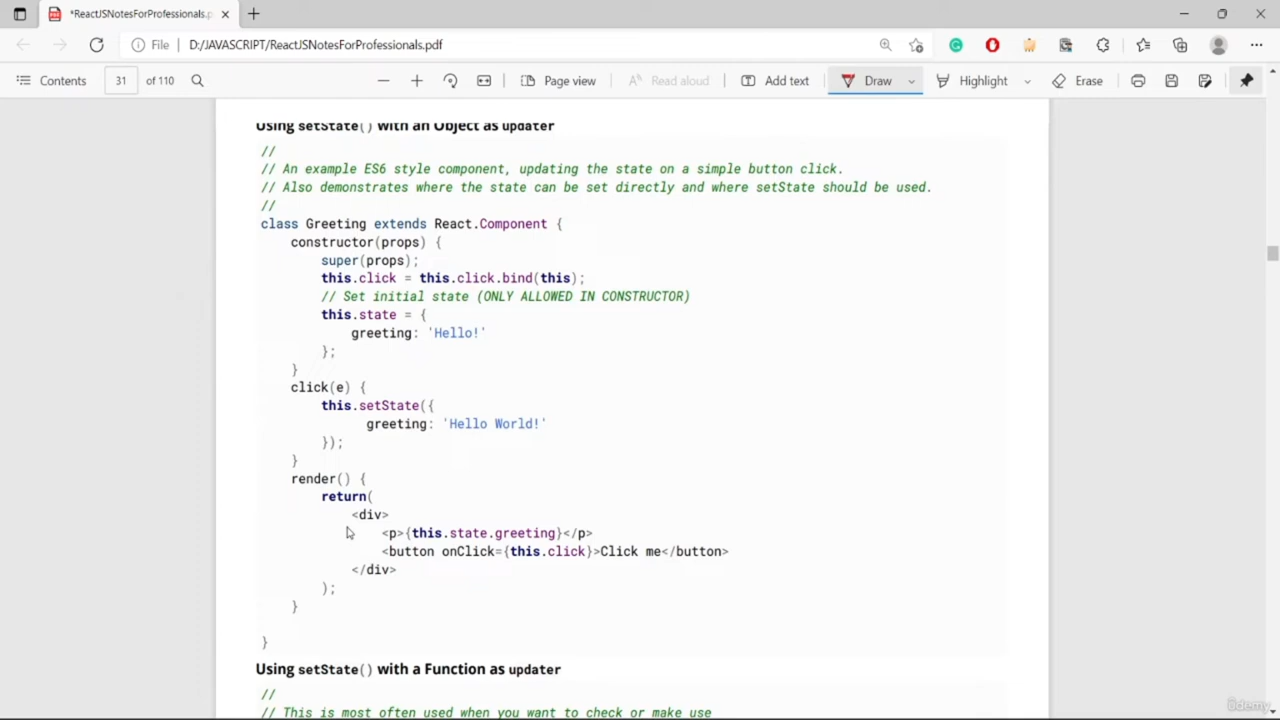 *ReactJSNotesForProfessionals.p
File D:/JAVASCRIPT/ReactJSNotesForProfessionals.pdf
Contents 31 of 110 Page view Read aloud Add text Draw Highlight Erase
Using setState() with an Object as updater
//
// An example ES6 style component, updating the state on a simple button click.
// Also demonstrates where the state can be set directly and where setState should be used.
//
class Greeting extends React.Component {
constructor(props) {
super(props);
this.click = this.click.bind(this);
// Set initial state (ONLY ALLOWED IN CONSTRUCTOR)
this.state = {
greeting: 'Hello!'
};
}
click(e) {
this.setState({
greeting: 'Hello World!'
});
}
render() {
return(
<div>
<p>{this.state.greeting}</p>
<button onClick={this.click}>Click me</button>
</div>
);
}
}
Using setState() with a Function as updater
//
// This is most often used when you want to check or make use
Udemy